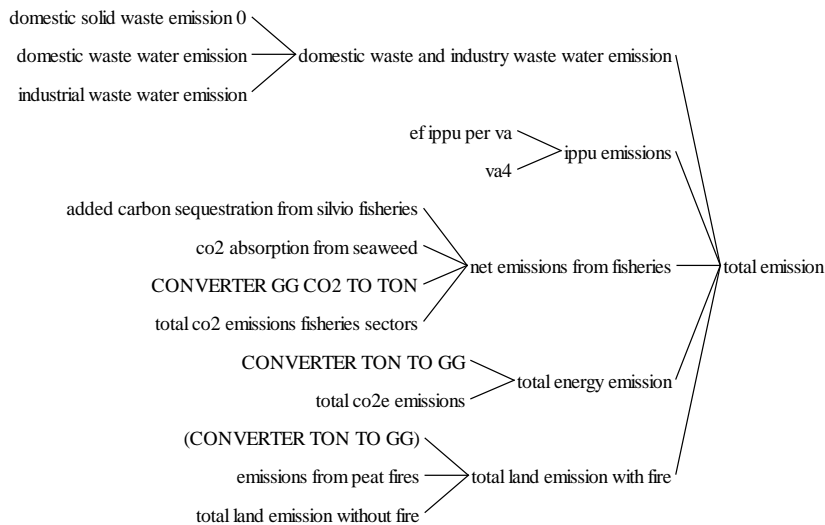 domestic solid waste emission 0
domestic waste water emission
domestic waste and industry waste water emission
industrial waste water emission
ef ippu per va
ippu emissions
va4
added carbon sequestration from silvio fisheries
co2 absorption from seaweed
net emissions from fisheries
total emission
CONVERTER GG CO2 TO TON
total co2 emissions fisheries sectors
CONVERTER TON TO GG
total energy emission
total co2e emissions
(CONVERTER TON TO GG)
emissions from peat fires
total land emission with fire
total land emission without fire